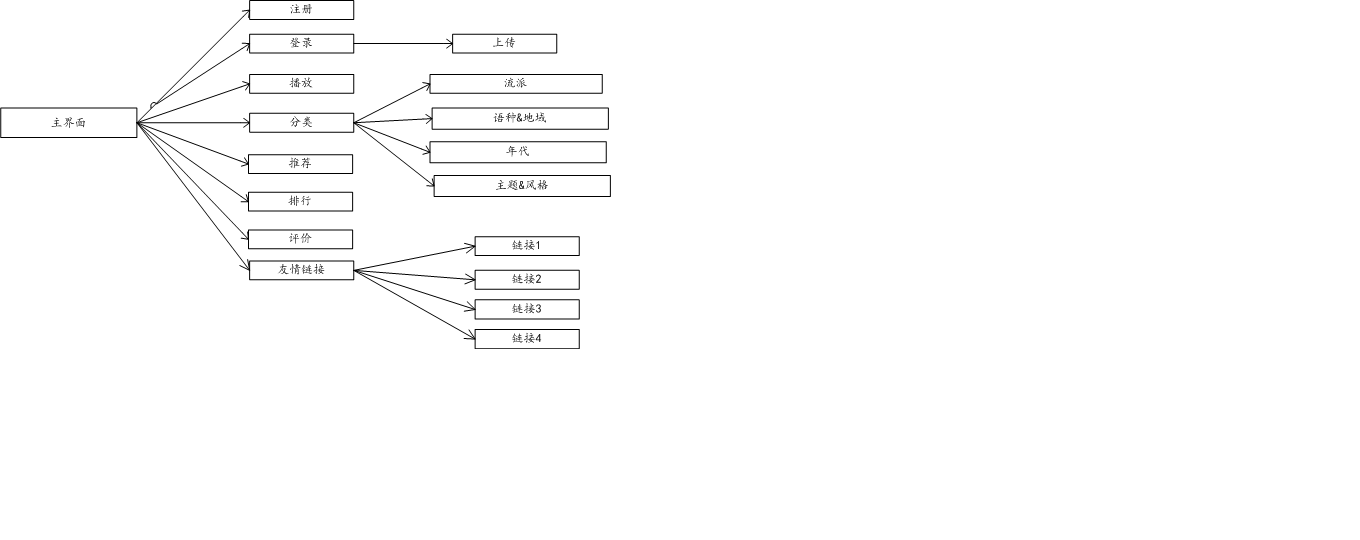 注册
登录
上传
播放
流派
主界面
分类
语种&地域
年代
推荐
主题&风格
排行
评价
链接1
友情链接
链接2
链接3
链接4